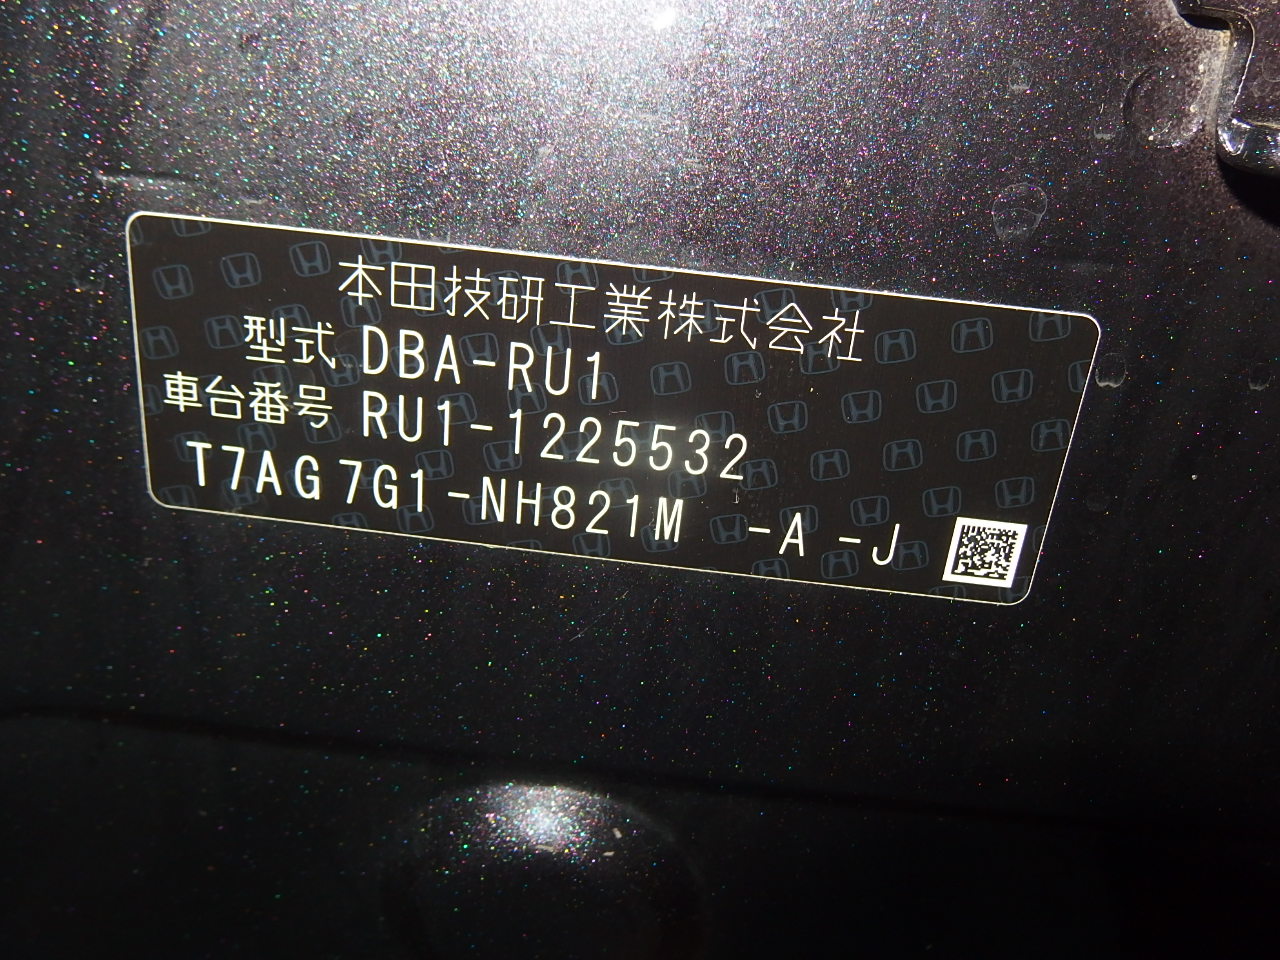 本田技研工業株式会社
型式 DBA-RU1
車台番号 RU1-1225532
T7AG7G1-NH821M -A -J